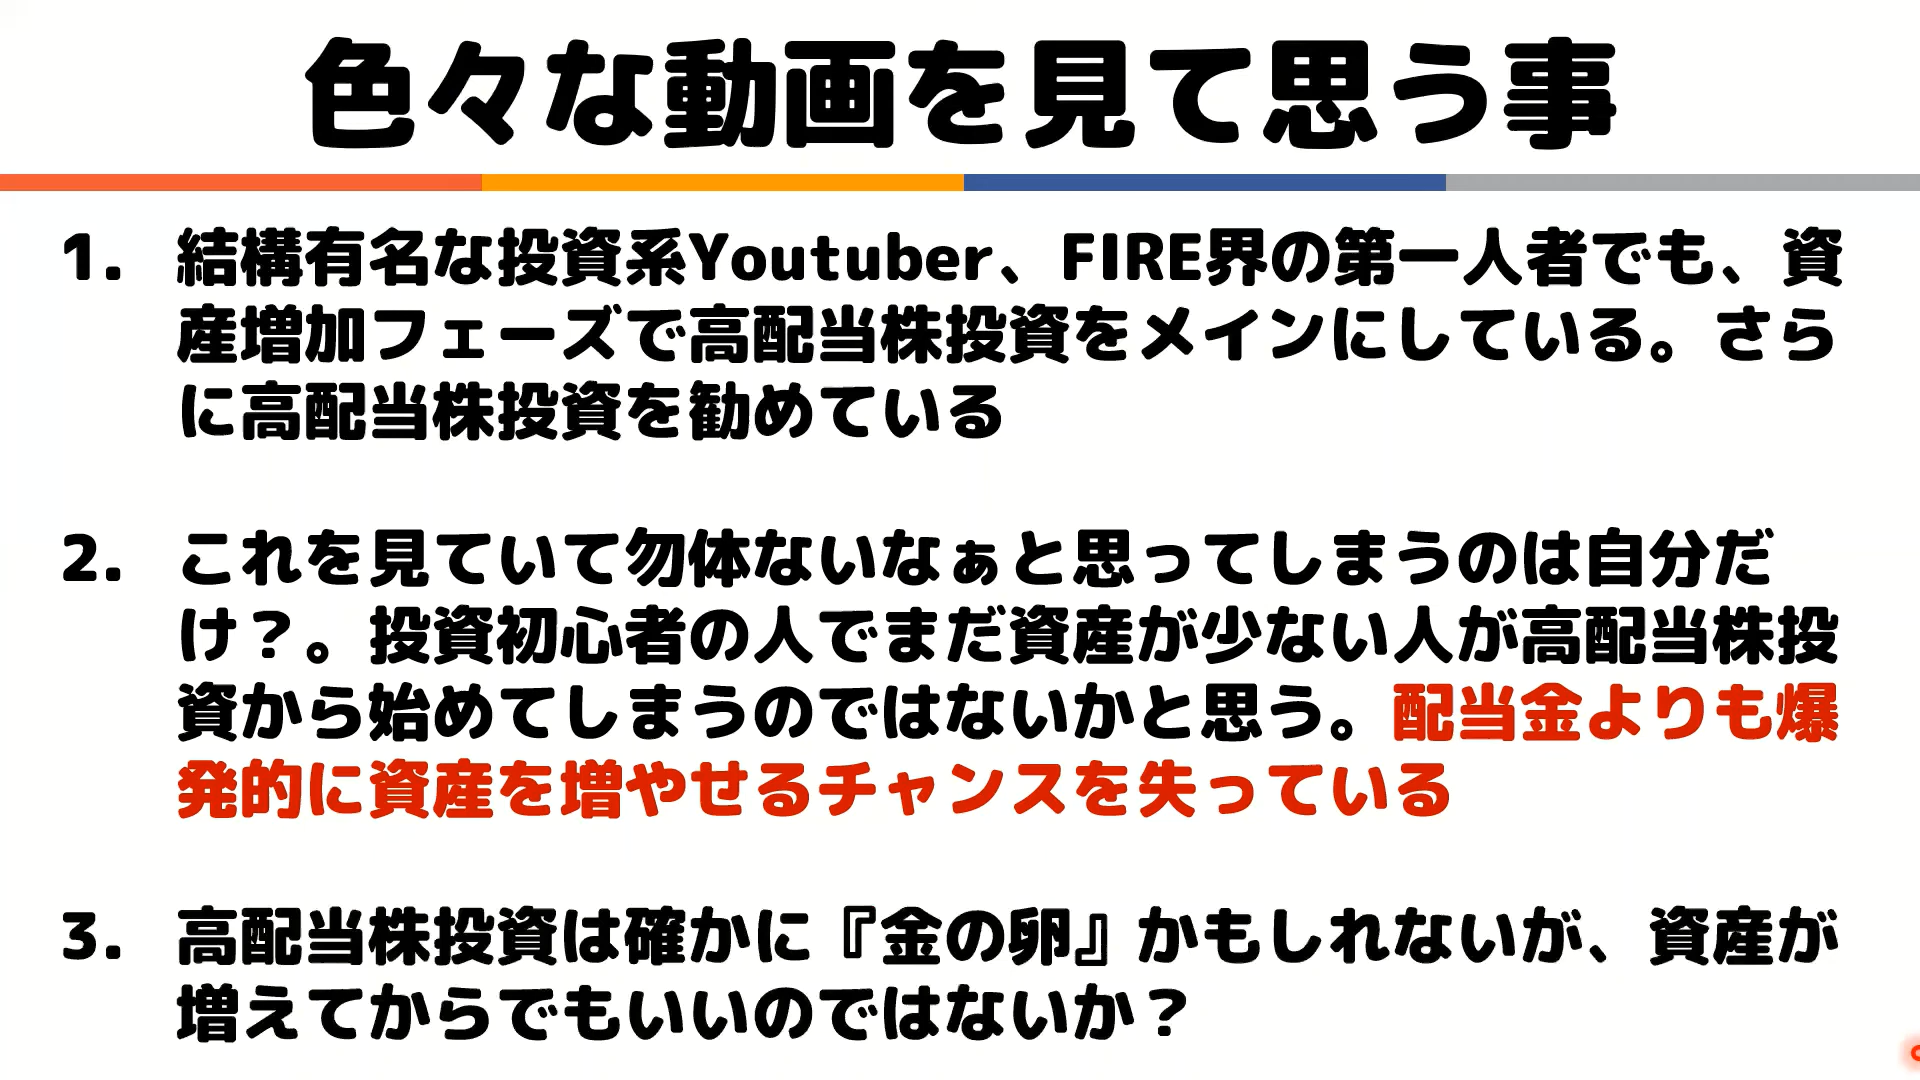 色々な動画を見て思う事
1. 結構有名な投資系Youtuber、FIRE界の第一人者でも、資
産増加フェーズで高配当株投資をメインにしている。さら
に高配当株投資を勧めている
2. これを見ていて勿体ないなぁと思ってしまうのは自分だ
け？。投資初心者の人でまだ資産が少ない人が高配当株投
資から始めてしまうのではないかと思う。配当金よりも爆
発的に資産を増やせるチャンスを失っている
3. 高配当株投資は確かに『金の卵』かもしれないが、資産が
増えてからでもいいのではないか？